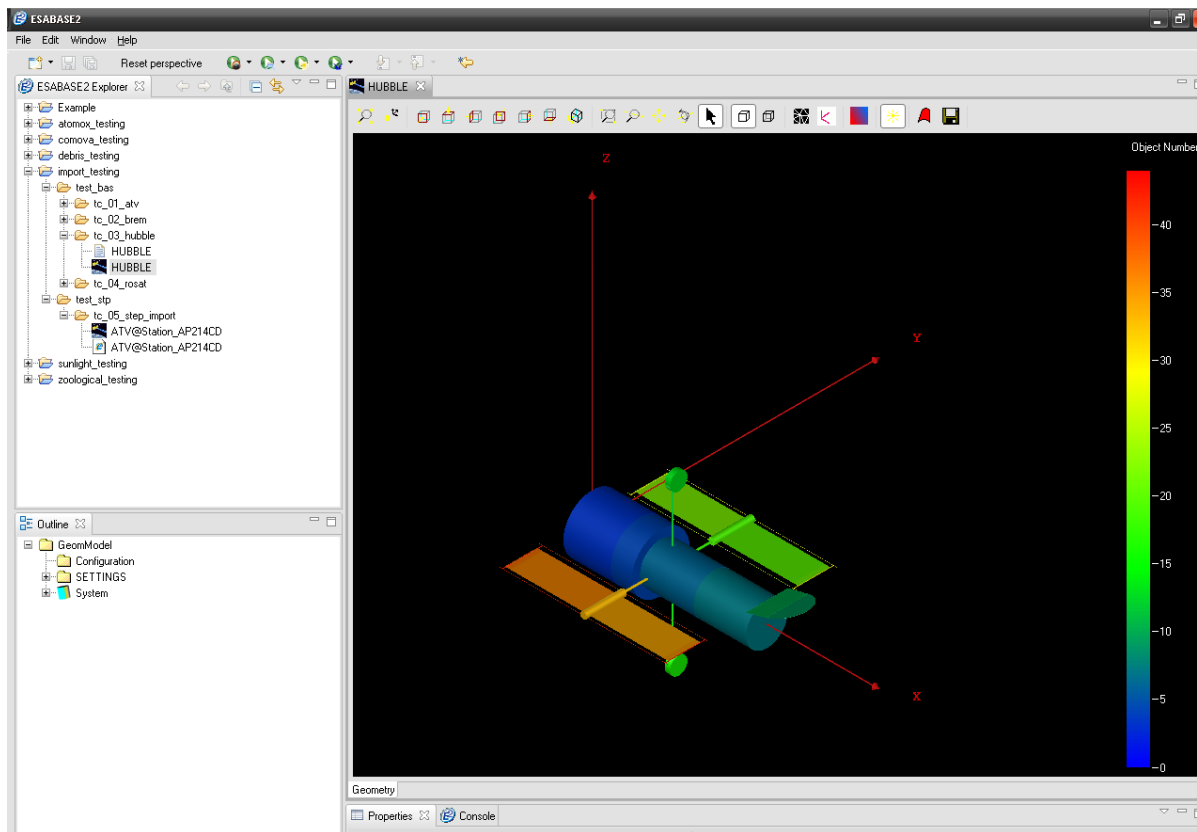 ESABASE2
File Edit Window Help
Reset perspective
ESABASE2 Explorer
Example
atomox_testing
comova_testing
debris_testing
import_testing
test_bas
tc_01_atv
tc_02_brem
tc_03_hubble
HUBBLE
HUBBLE
tc_04_rosat
test_stp
tc_05_step_import
ATV@Station_AP214CD
ATV@Station_AP214CD
sunlight_testing
zoological_testing
Outline
GeomModel
Configuration
SETTINGS
System
HUBBLE
Object Number
Z
Y
X
40
35
30
25
20
15
10
5
0
Geometry
Properties Console